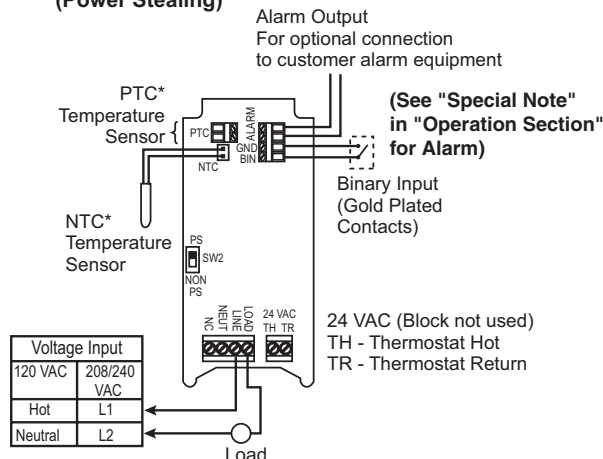 (Power Stealing)
Alarm Output
For optional connection
to customer alarm equipment
(See "Special Note"
in "Operation Section"
for Alarm)
PTC*
Temperature
Sensor
PTC
NTC
ALARM
GND
BIN
Binary Input
(Gold Plated
Contacts)
NTC*
Temperature
Sensor
PS
SW2
NON
PS
NC
NEUT
LINE
LOAD
24 VAC
TH TR
24 VAC (Block not used)
TH - Thermostat Hot
TR - Thermostat Return
Voltage Input
120 VAC 208/240
VAC
Hot L1
Neutral L2
Load